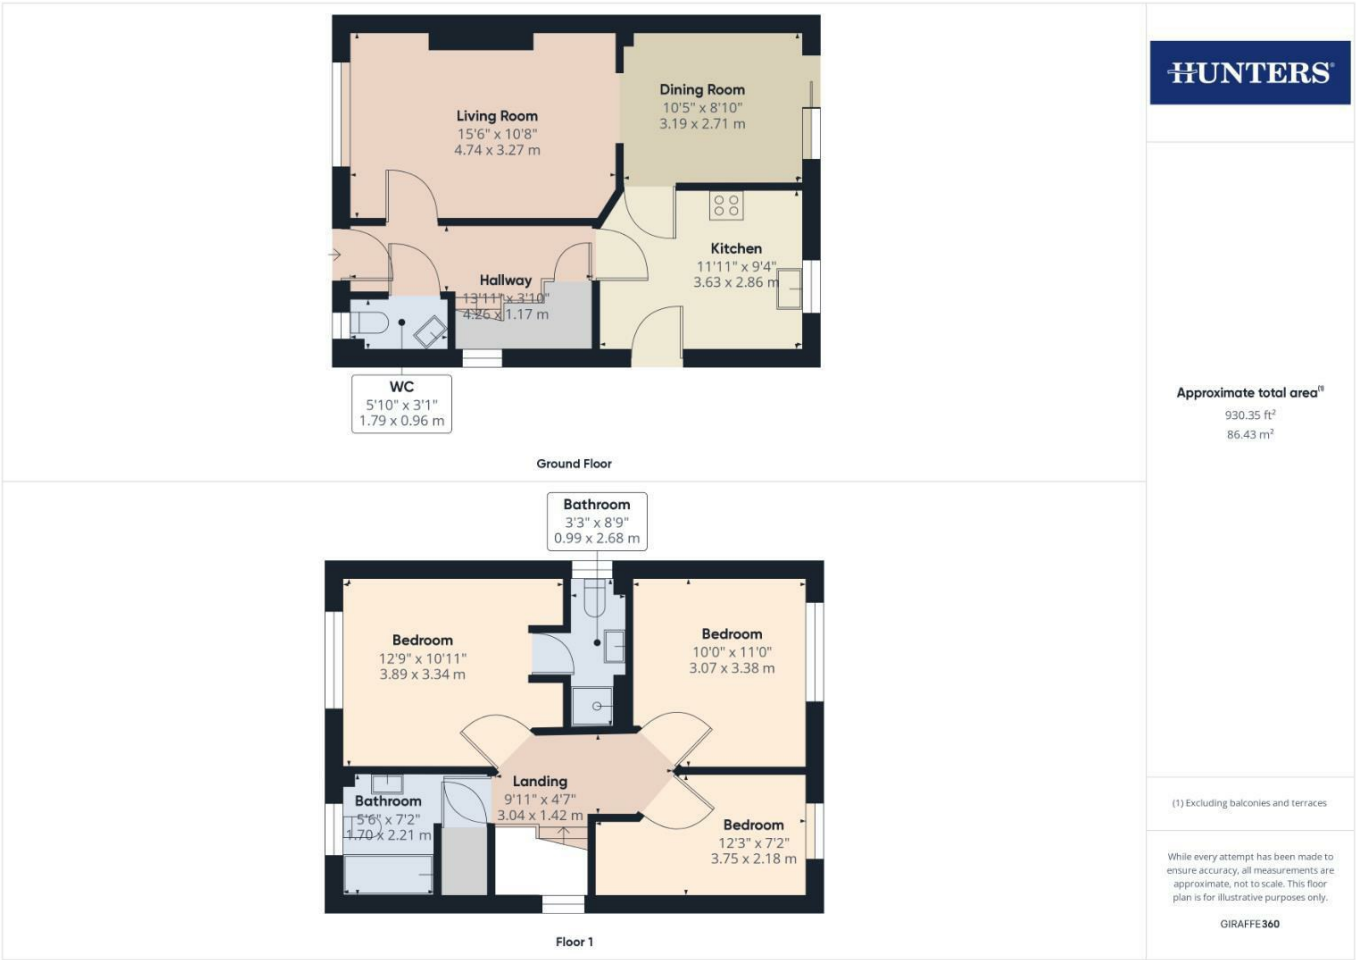 HUNTERS®
Living Room
15'6" x 10'8"
4.74 x 3.27 m
Dining Room
10'5" x 8'10"
3.19 x 2.71 m
Kitchen
11'11" x 9'4"
3.63 x 2.86 m
Hallway
13'11" x 3'10"
4.26 x 1.17 m
WC
5'10" x 3'1"
1.79 x 0.96 m
Ground Floor
Approximate total area⁽¹⁾
930.35 ft²
86.43 m²
Bathroom
3'3" x 8'9"
0.99 x 2.68 m
Bedroom
12'9" x 10'11"
3.89 x 3.34 m
Bedroom
10'0" x 11'0"
3.07 x 3.38 m
Landing
9'11" x 4'7"
3.04 x 1.42 m
Bathroom
5'6" x 7'2"
1.70 x 2.21 m
Bedroom
12'3" x 7'2"
3.75 x 2.18 m
Floor 1
(1) Excluding balconies and terraces
While every attempt has been made to
ensure accuracy, all measurements are
approximate, not to scale. This floor
plan is for illustrative purposes only.
GIRAFFE360